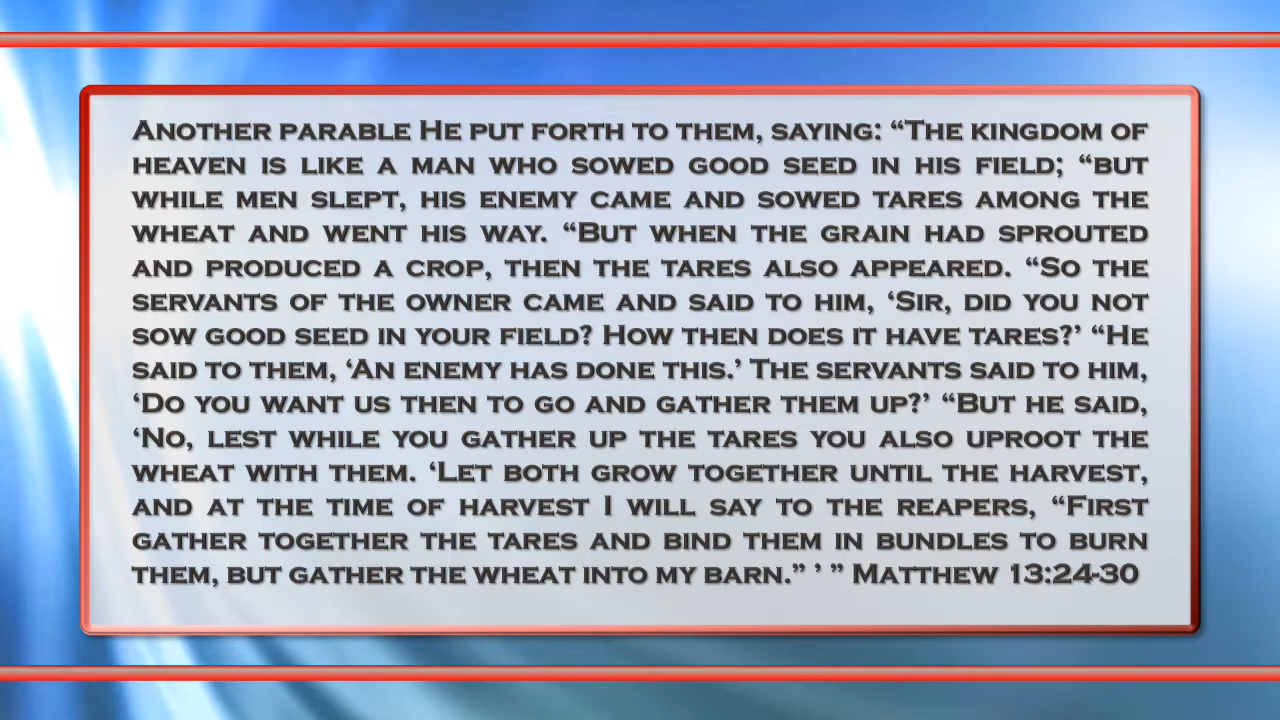 Another parable He put forth to them, saying: “The kingdom of
heaven is like a man who sowed good seed in his field; “but
while men slept, his enemy came and sowed tares among the
wheat and went his way. “But when the grain had sprouted
and produced a crop, then the tares also appeared. “So the
servants of the owner came and said to him, ‘Sir, did you not
sow good seed in your field? How then does it have tares?’ “He
said to them, ‘An enemy has done this.’ The servants said to him,
‘Do you want us then to go and gather them up?’ “But he said,
‘No, lest while you gather up the tares you also uproot the
wheat with them. ‘Let both grow together until the harvest,
and at the time of harvest I will say to the reapers, “First
gather together the tares and bind them in bundles to burn
them, but gather the wheat into my barn.” ’ ” Matthew 13:24-30